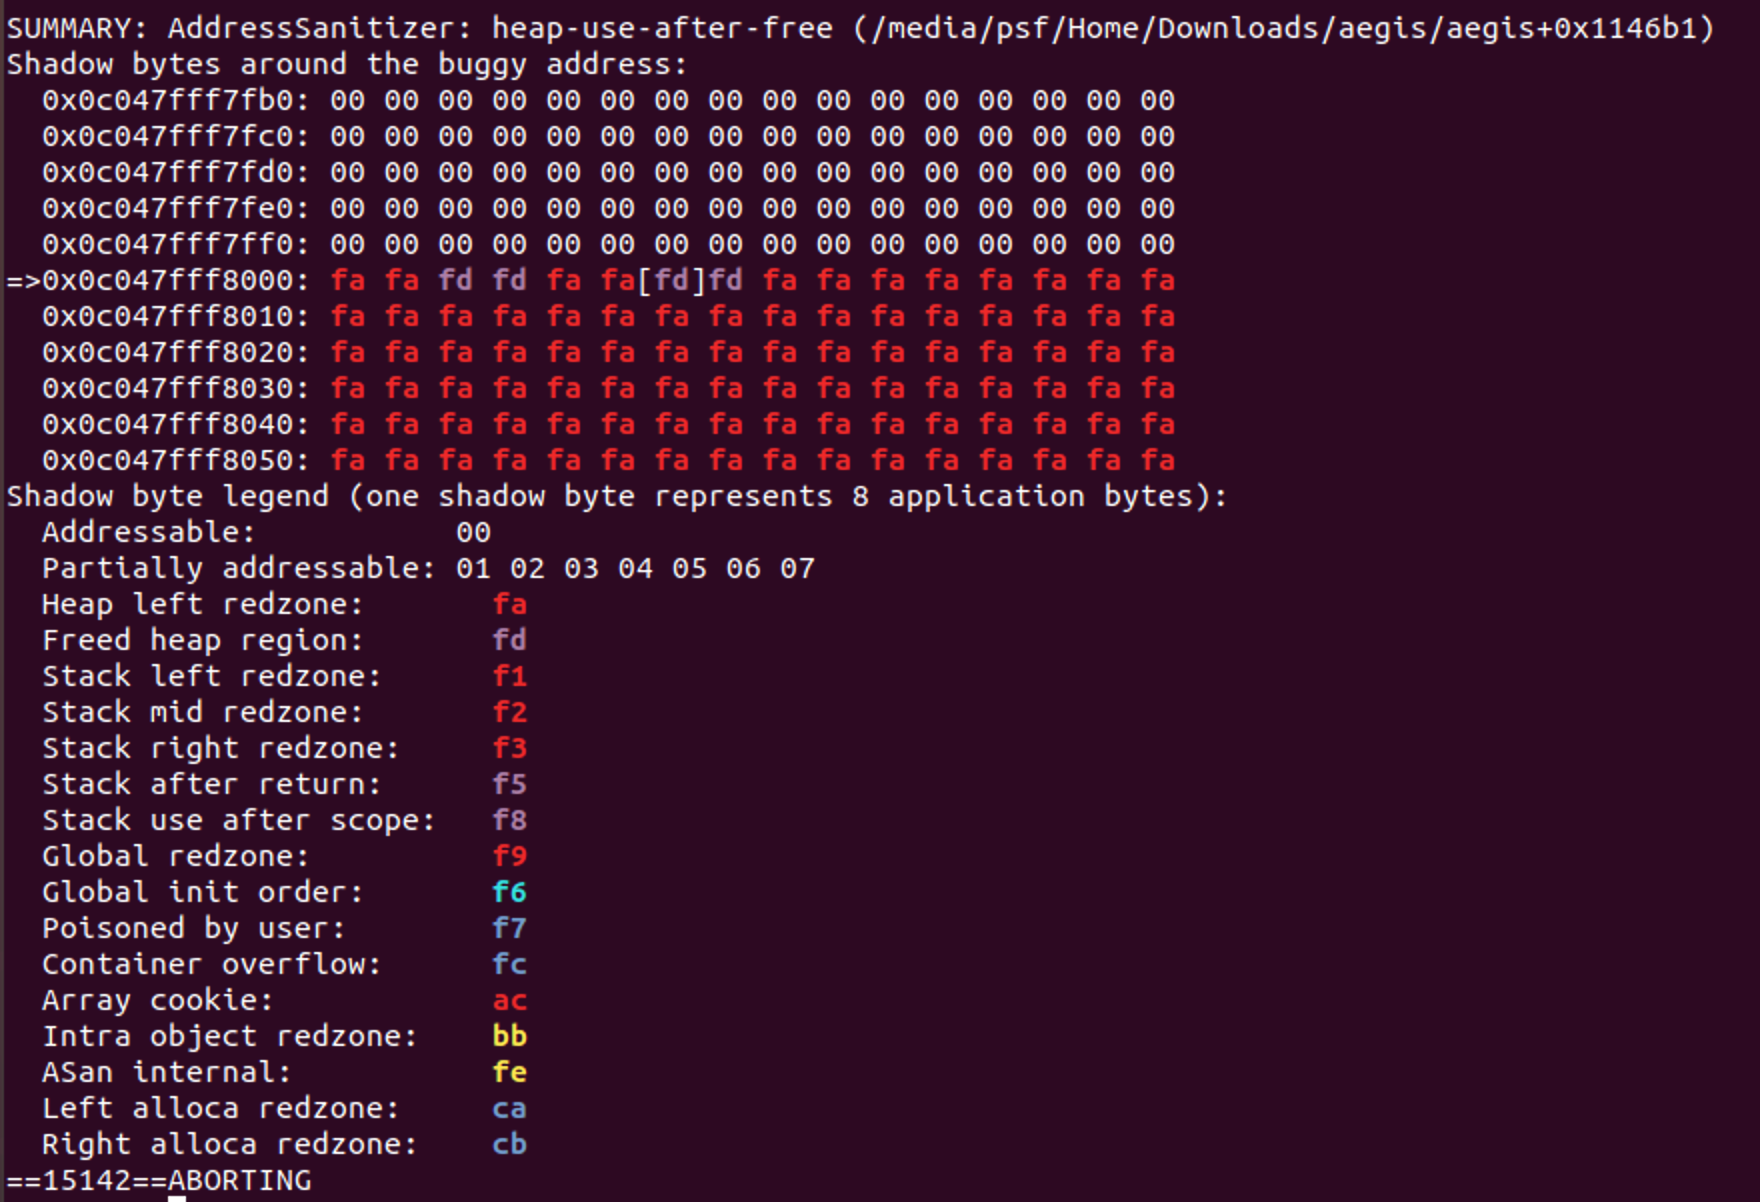 SUMMARY: AddressSanitizer: heap-use-after-free (/media/psf/Home/Downloads/aegis/aegis+0x1146b1)
Shadow bytes around the buggy address:
  0x0c047fff7fb0: 00 00 00 00 00 00 00 00 00 00 00 00 00 00 00 00
  0x0c047fff7fc0: 00 00 00 00 00 00 00 00 00 00 00 00 00 00 00 00
  0x0c047fff7fd0: 00 00 00 00 00 00 00 00 00 00 00 00 00 00 00 00
  0x0c047fff7fe0: 00 00 00 00 00 00 00 00 00 00 00 00 00 00 00 00
  0x0c047fff7ff0: 00 00 00 00 00 00 00 00 00 00 00 00 00 00 00 00
=>0x0c047fff8000: fa fa fd fd fa fa[fd]fd fa fa fa fa fa fa fa fa
  0x0c047fff8010: fa fa fa fa fa fa fa fa fa fa fa fa fa fa fa fa
  0x0c047fff8020: fa fa fa fa fa fa fa fa fa fa fa fa fa fa fa fa
  0x0c047fff8030: fa fa fa fa fa fa fa fa fa fa fa fa fa fa fa fa
  0x0c047fff8040: fa fa fa fa fa fa fa fa fa fa fa fa fa fa fa fa
  0x0c047fff8050: fa fa fa fa fa fa fa fa fa fa fa fa fa fa fa fa
Shadow byte legend (one shadow byte represents 8 application bytes):
  Addressable:           00
  Partially addressable: 01 02 03 04 05 06 07
  Heap left redzone:       fa
  Freed heap region:       fd
  Stack left redzone:      f1
  Stack mid redzone:       f2
  Stack right redzone:     f3
  Stack after return:      f5
  Stack use after scope:   f8
  Global redzone:          f9
  Global init order:       f6
  Poisoned by user:        f7
  Container overflow:      fc
  Array cookie:            ac
  Intra object redzone:    bb
  ASan internal:           fe
  Left alloca redzone:     ca
  Right alloca redzone:    cb
==15142==ABORTING